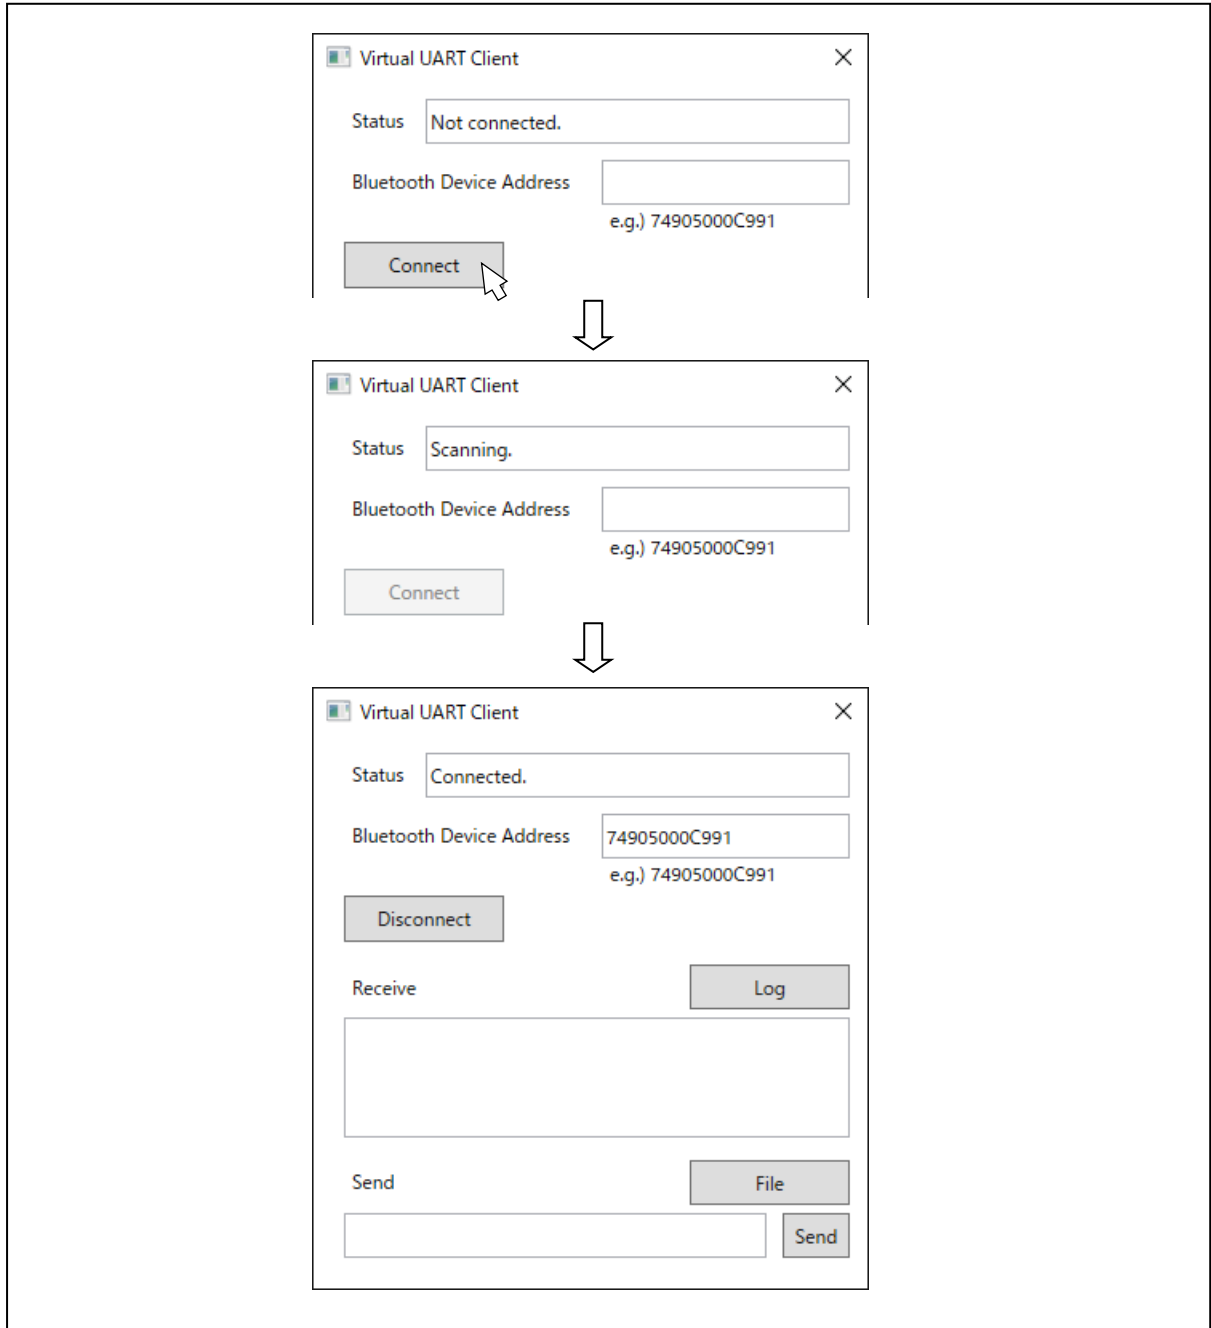 Virtual UART Client
Status Not connected.
Bluetooth Device Address
e.g.) 74905000C991
Connect
Virtual UART Client
Status Scanning.
Bluetooth Device Address
e.g.) 74905000C991
Connect
Virtual UART Client
Status Connected.
Bluetooth Device Address 74905000C991
e.g.) 74905000C991
Disconnect
Receive Log
Send File
Send